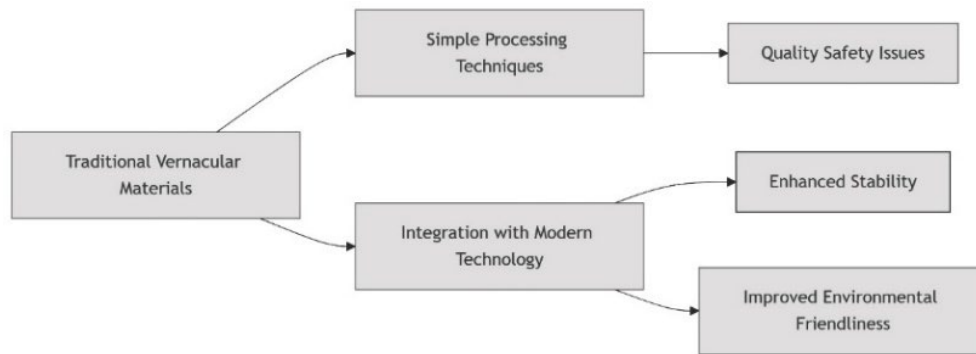 Simple Processing
Techniques
Quality Safety Issues
Traditional Vernacular
Materials
Enhanced Stability
Integration with Modern
Technology
Improved Environmental
Friendliness